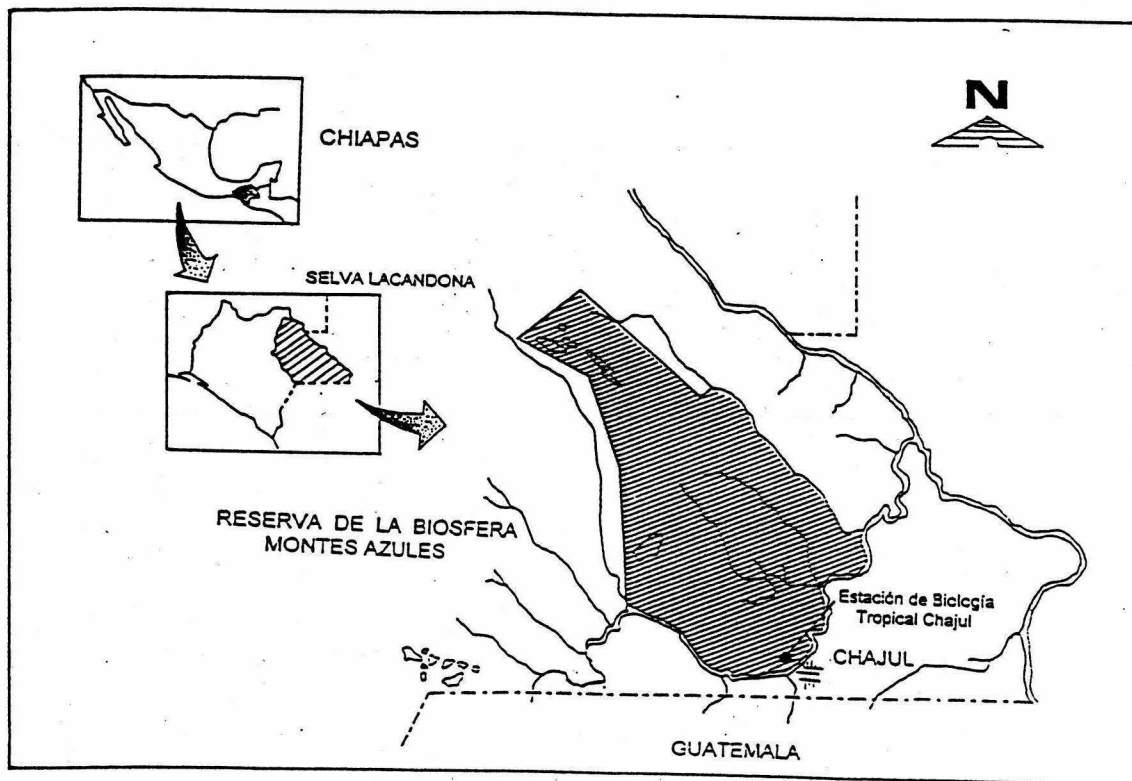 N
CHIAPAS
SELVA LACANDONA
RESERVA DE LA BIOSFERA
MONTES AZULES
Estación de Biología
Tropical Chajul
CHAJUL
GUATEMALA